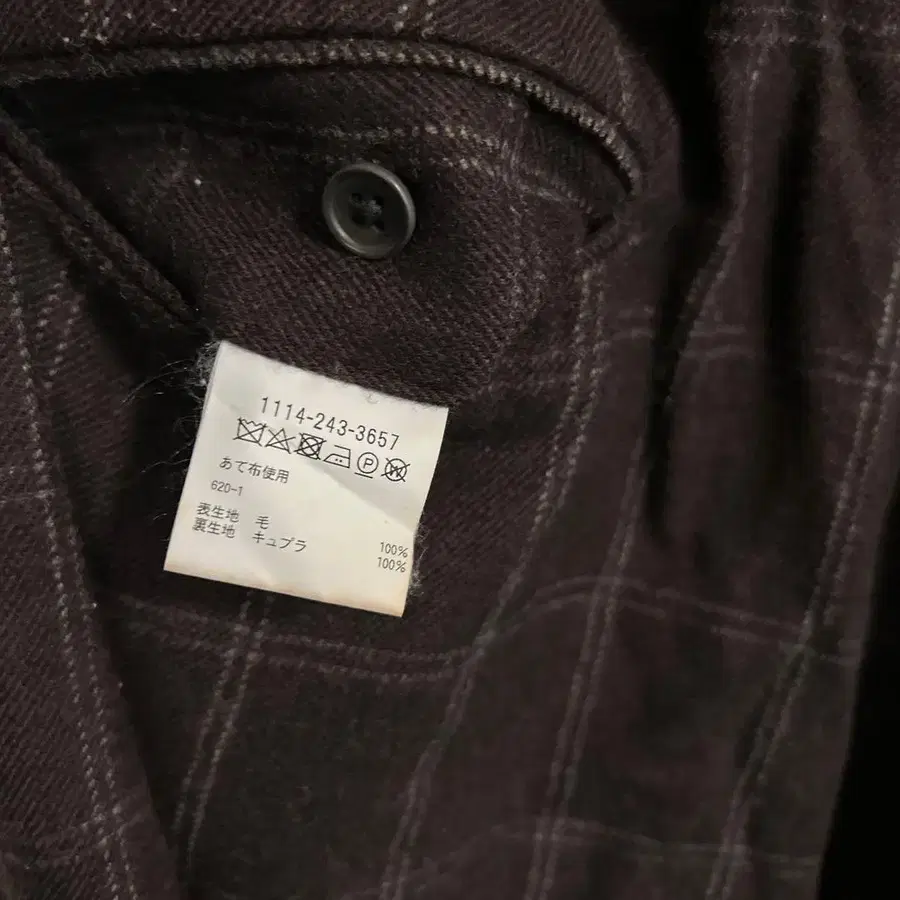 1114-243-3657
あて布使用
620-1
表生地 毛 100%
裏生地 キュプラ 100%